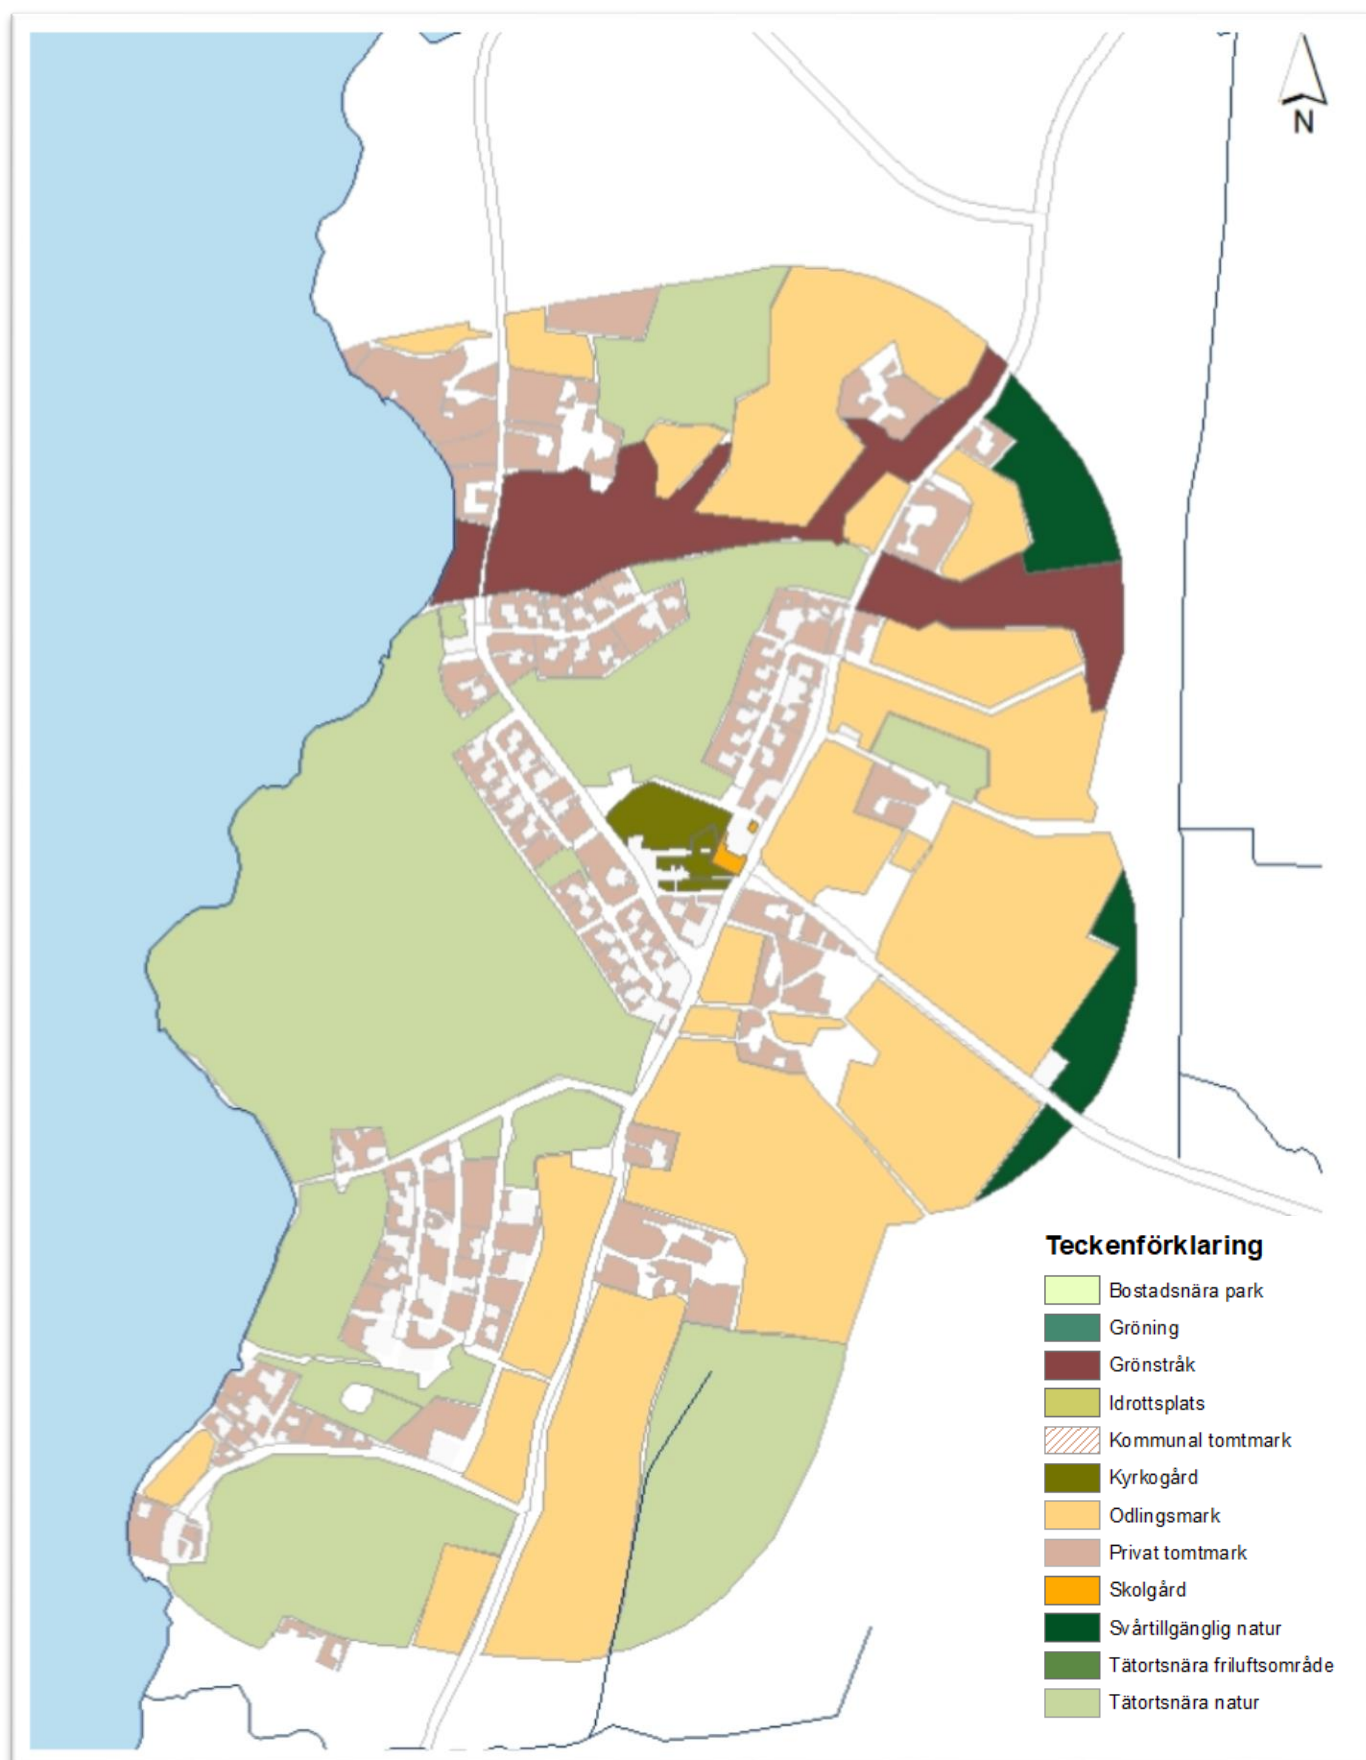 N
Teckenförklaring
Bostadsnära park
Gröning
Grönstråk
Idrottsplats
Kommunal tomtmark
Kyrkogård
Odlingsmark
Privat tomtmark
Skolgård
Svårtillgänglig natur
Tätortsnära friluftsområde
Tätortsnära natur